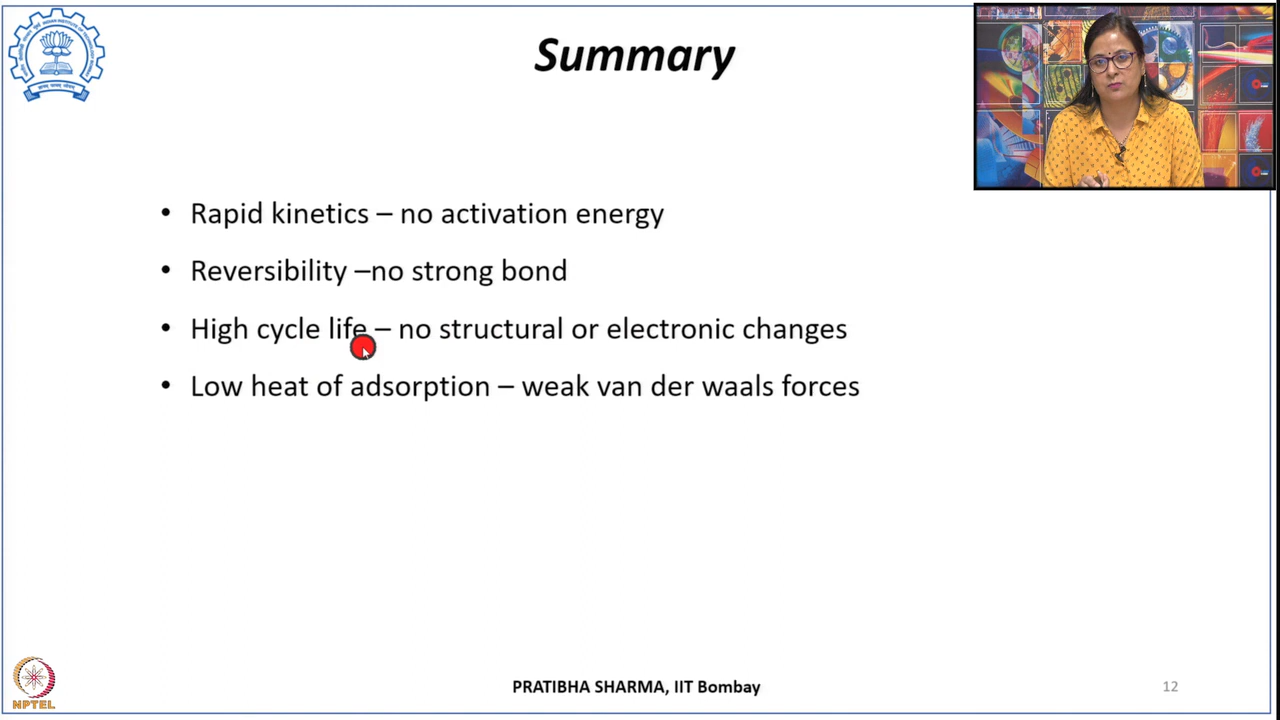 Summary
• Rapid kinetics – no activation energy
• Reversibility –no strong bond
• High cycle life – no structural or electronic changes
• Low heat of adsorption – weak van der waals forces
NPTEL
PRATIBHA SHARMA, IIT Bombay
12